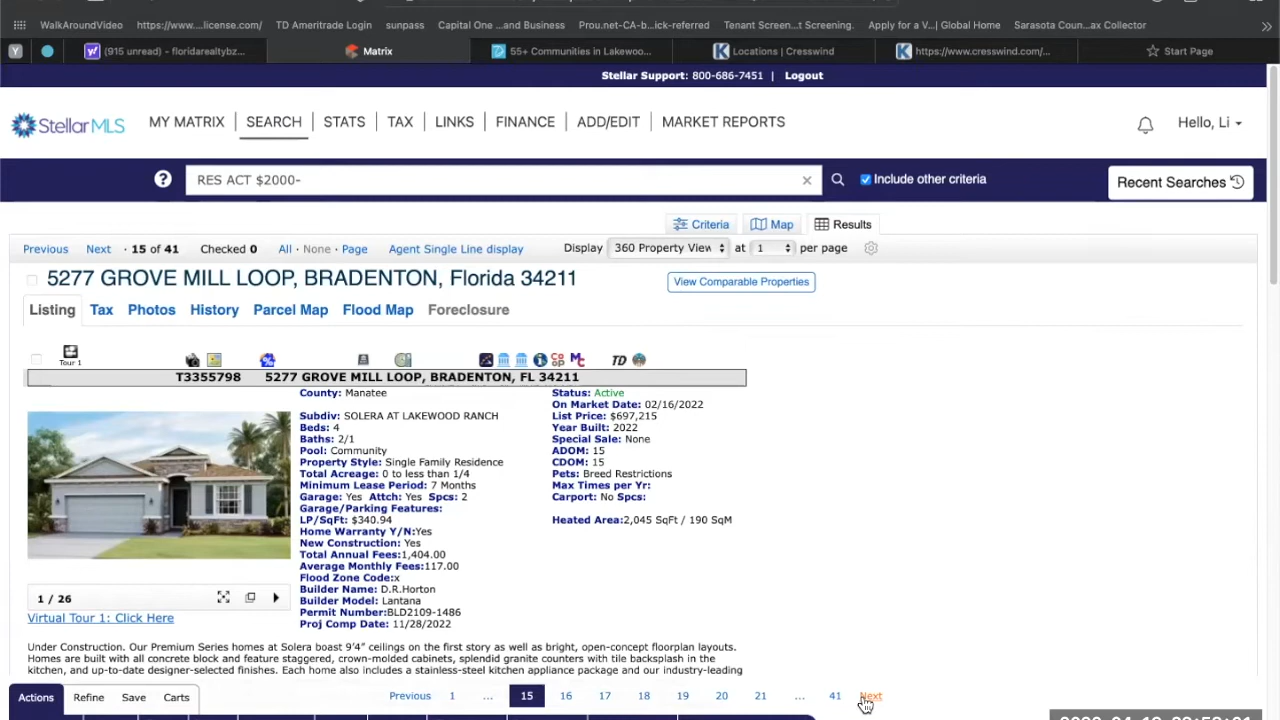 WalkAroundVideo https://www....license.com/ TD Ameritrade Login sunpass Capital One ...and Business Prou.net-CA-b...ick-referred Tenant Screen...t Screening. Apply for a V...| Global Home Sarasota Coun...ax Collector
Y (915 unread) - floridarealtybz... Matrix 55+ Communities in Lakewoo... Locations | Cresswind https://www.cresswind.com/... Start Page
Stellar Support: 800-686-7451 | Logout
StellarMLS MY MATRIX SEARCH STATS TAX LINKS FINANCE ADD/EDIT MARKET REPORTS Hello, Li
? RES ACT $2000- × Include other criteria Recent Searches
Criteria Map Results
Previous Next · 15 of 41 Checked 0 All · None · Page Agent Single Line display Display 360 Property View at 1 per page
5277 GROVE MILL LOOP, BRADENTON, Florida 34211 View Comparable Properties
Listing Tax Photos History Parcel Map Flood Map Foreclosure
Tour 1 CO OP MC TD
T3355798 5277 GROVE MILL LOOP, BRADENTON, FL 34211
County: Manatee
Subdiv: SOLERA AT LAKEWOOD RANCH
Beds: 4
Baths: 2/1
Pool: Community
Property Style: Single Family Residence
Total Acreage: 0 to less than 1/4
Minimum Lease Period: 7 Months
Garage: Yes Attch: Yes Spcs: 2
Garage/Parking Features:
LP/SqFt: $340.94
Home Warranty Y/N:Yes
New Construction: Yes
Total Annual Fees:1,404.00
Average Monthly Fees:117.00
Flood Zone Code:x
Builder Name: D.R.Horton
Builder Model: Lantana
Permit Number:BLD2109-1486
Proj Comp Date: 11/28/2022
Status: Active
On Market Date: 02/16/2022
List Price: $697,215
Year Built: 2022
Special Sale: None
ADOM: 15
CDOM: 15
Pets: Breed Restrictions
Max Times per Yr:
Carport: No Spcs:
Heated Area:2,045 SqFt / 190 SqM
1 / 26
Virtual Tour 1: Click Here
Under Construction. Our Premium Series homes at Solera boast 9'4" ceilings on the first story as well as bright, open-concept floorplan layouts.
Homes are built with all concrete block and feature staggered, crown-molded cabinets, splendid granite counters with tile backsplash in the
kitchen, and up-to-date designer-selected finishes. Each home also includes a stainless-steel kitchen appliance package and our industry-leading
Actions Refine Save Carts Previous 1 ... 15 16 17 18 19 20 21 ... 41 Next